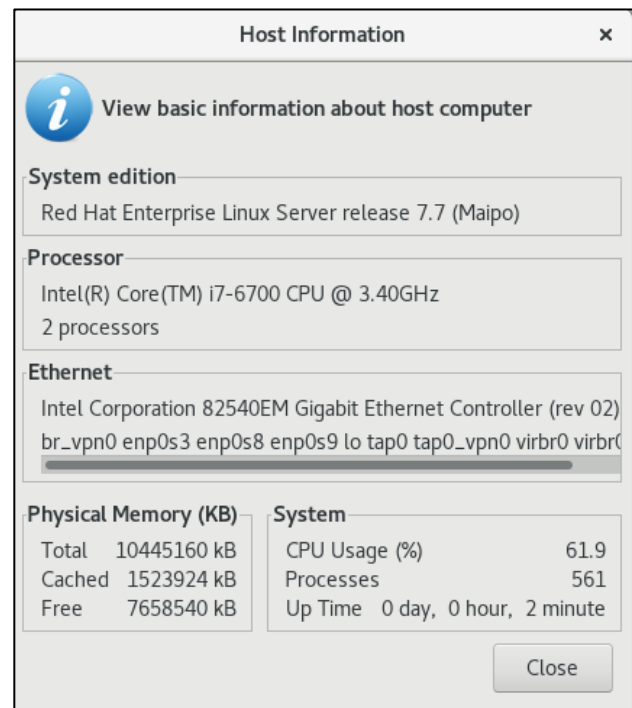 Host Information ×
View basic information about host computer
System edition
Red Hat Enterprise Linux Server release 7.7 (Maipo)
Processor
Intel(R) Core(TM) i7-6700 CPU @ 3.40GHz
2 processors
Ethernet
Intel Corporation 82540EM Gigabit Ethernet Controller (rev 02)
br_vpn0 enp0s3 enp0s8 enp0s9 lo tap0 tap0_vpn0 virbr0
Physical Memory (KB)
Total 10445160 kB
Cached 1523924 kB
Free 7658540 kB
System
CPU Usage (%) 61.9
Processes 561
Up Time 0 day, 0 hour, 2 minute
Close